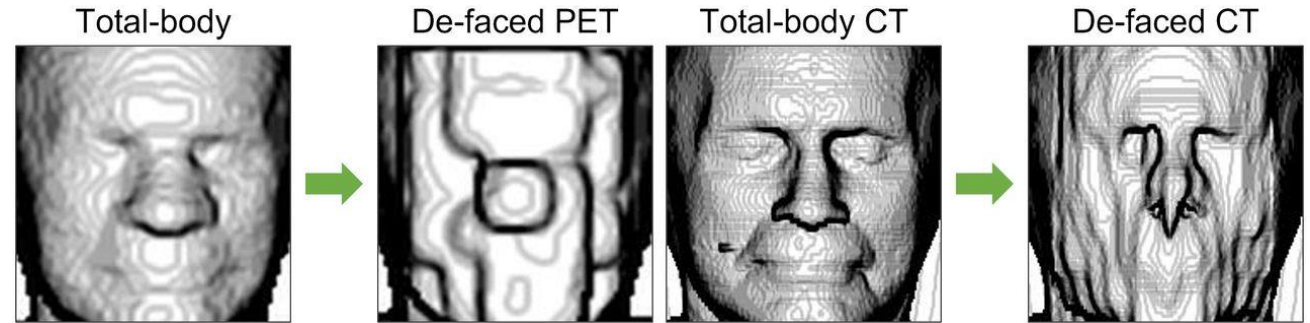 Total-body
De-faced PET
Total-body CT
De-faced CT